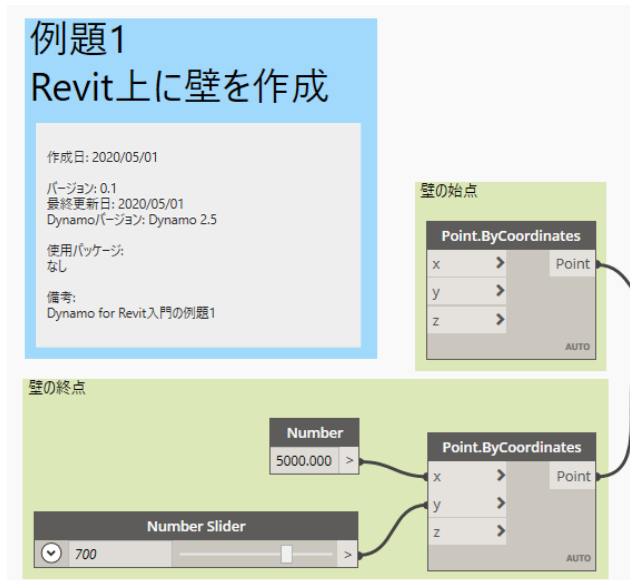 例題1
Revit上に壁を作成
作成日: 2020/05/01
バージョン: 0.1
最終更新日: 2020/05/01
Dynamoバージョン: Dynamo 2.5
使用パッケージ:
なし
備考:
Dynamo for Revit入門の例題1
壁の始点
Point.ByCoordinates
x > Point
y >
z >
AUTO
壁の終点
Number
5000.000 >
Number Slider
700 >
Point.ByCoordinates
x > Point
y >
z >
AUTO